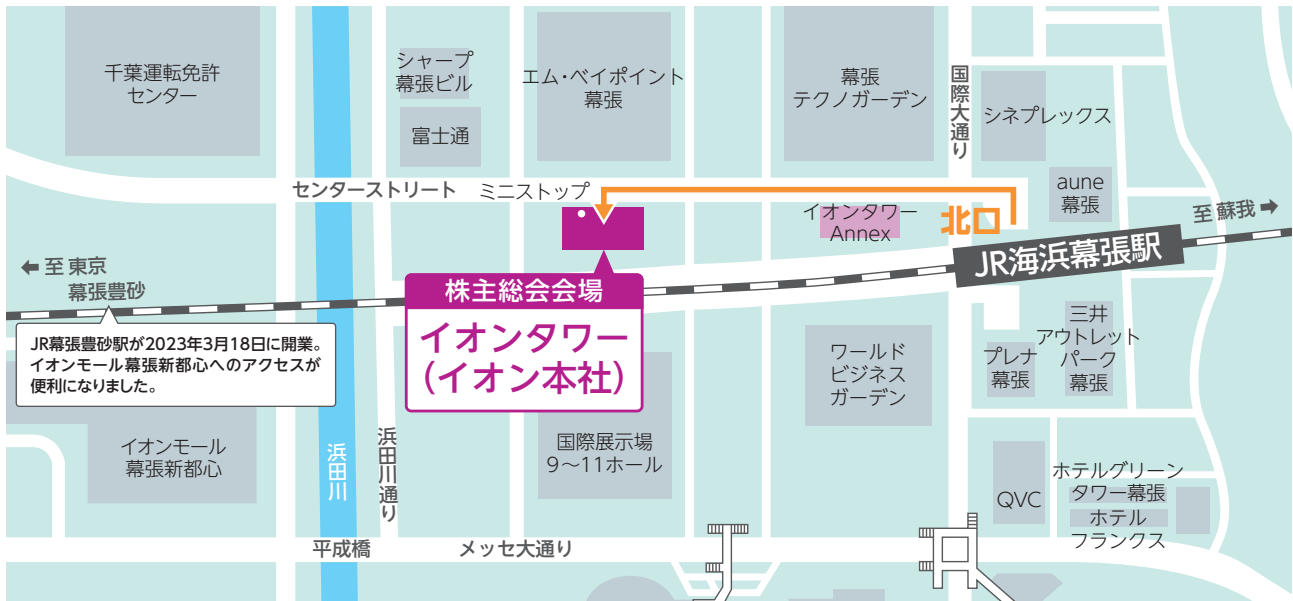 千葉運転免許
センター
シャープ
幕張ビル
富士通
エム・ベイポイント
幕張
幕張
テクノガーデン
国際大通り
シネプレックス
センターストリート
ミニストップ
イオンタワー
Annex
北口
aune
幕張
至 蘇我 ➡
JR海浜幕張駅
⬅ 至 東京
幕張豊砂
JR幕張豊砂駅が2023年3月18日に開業。
イオンモール幕張新都心へのアクセスが
便利になりました。
株主総会会場
イオンタワー
(イオン本社)
ワールド
ビジネス
ガーデン
プレナ
幕張
三井
アウトレット
パーク
幕張
イオンモール
幕張新都心
浜田川
浜田川通り
国際展示場
9～11ホール
QVC
ホテルグリーン
タワー幕張
ホテル
フランクス
平成橋
メッセ大通り